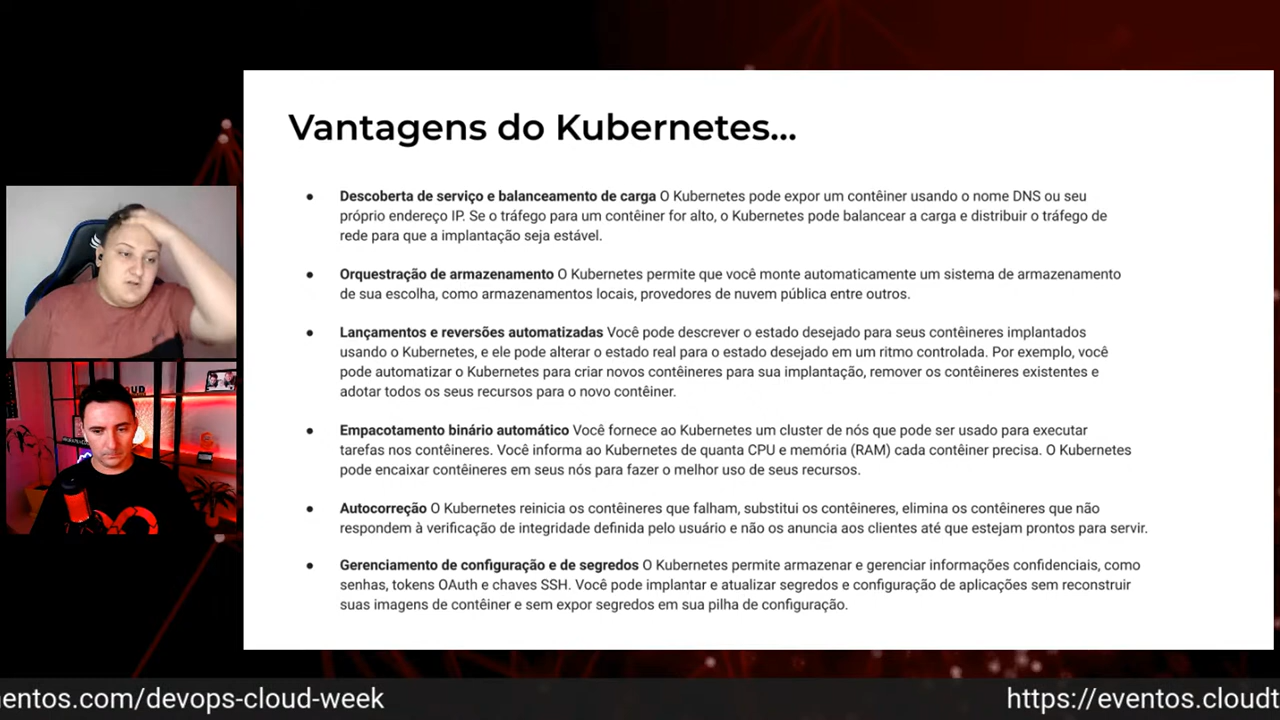 Vantagens do Kubernetes...
● Descoberta de serviço e balanceamento de carga O Kubernetes pode expor um contêiner usando o nome DNS ou seu
próprio endereço IP. Se o tráfego para um contêiner for alto, o Kubernetes pode balancear a carga e distribuir o tráfego de
rede para que a implantação seja estável.
● Orquestração de armazenamento O Kubernetes permite que você monte automaticamente um sistema de armazenamento
de sua escolha, como armazenamentos locais, provedores de nuvem pública entre outros.
● Lançamentos e reversões automatizadas Você pode descrever o estado desejado para seus contêineres implantados
usando o Kubernetes, e ele pode alterar o estado real para o estado desejado em um ritmo controlada. Por exemplo, você
pode automatizar o Kubernetes para criar novos contêineres para sua implantação, remover os contêineres existentes e
adotar todos os seus recursos para o novo contêiner.
● Empacotamento binário automático Você fornece ao Kubernetes um cluster de nós que pode ser usado para executar
tarefas nos contêineres. Você informa ao Kubernetes de quanta CPU e memória (RAM) cada contêiner precisa. O Kubernetes
pode encaixar contêineres em seus nós para fazer o melhor uso de seus recursos.
● Autocorreção O Kubernetes reinicia os contêineres que falham, substitui os contêineres, elimina os contêineres que não
respondem à verificação de integridade definida pelo usuário e não os anuncia aos clientes até que estejam prontos para servir.
● Gerenciamento de configuração e de segredos O Kubernetes permite armazenar e gerenciar informações confidenciais, como
senhas, tokens OAuth e chaves SSH. Você pode implantar e atualizar segredos e configuração de aplicações sem reconstruir
suas imagens de contêiner e sem expor segredos em sua pilha de configuração.
mentos.com/devops-cloud-week
https://eventos.cloudt